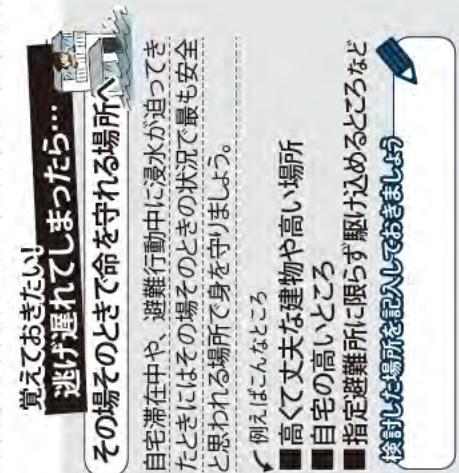 覚えておきたい!
逃げ遅れてしまったら…
その場そのときで命を守れる場所へ
自宅滞在中や、避難行動中に浸水が迫ってき
たときにはその場そのときの状況で最も安全
と思われる場所で身を守りましょう。
例えばこんなところ
■高くて丈夫な建物や高い場所
■自宅の高いところ
■指定避難所に限らず駆け込めるところなど
検討した場所を記入しておきましょう